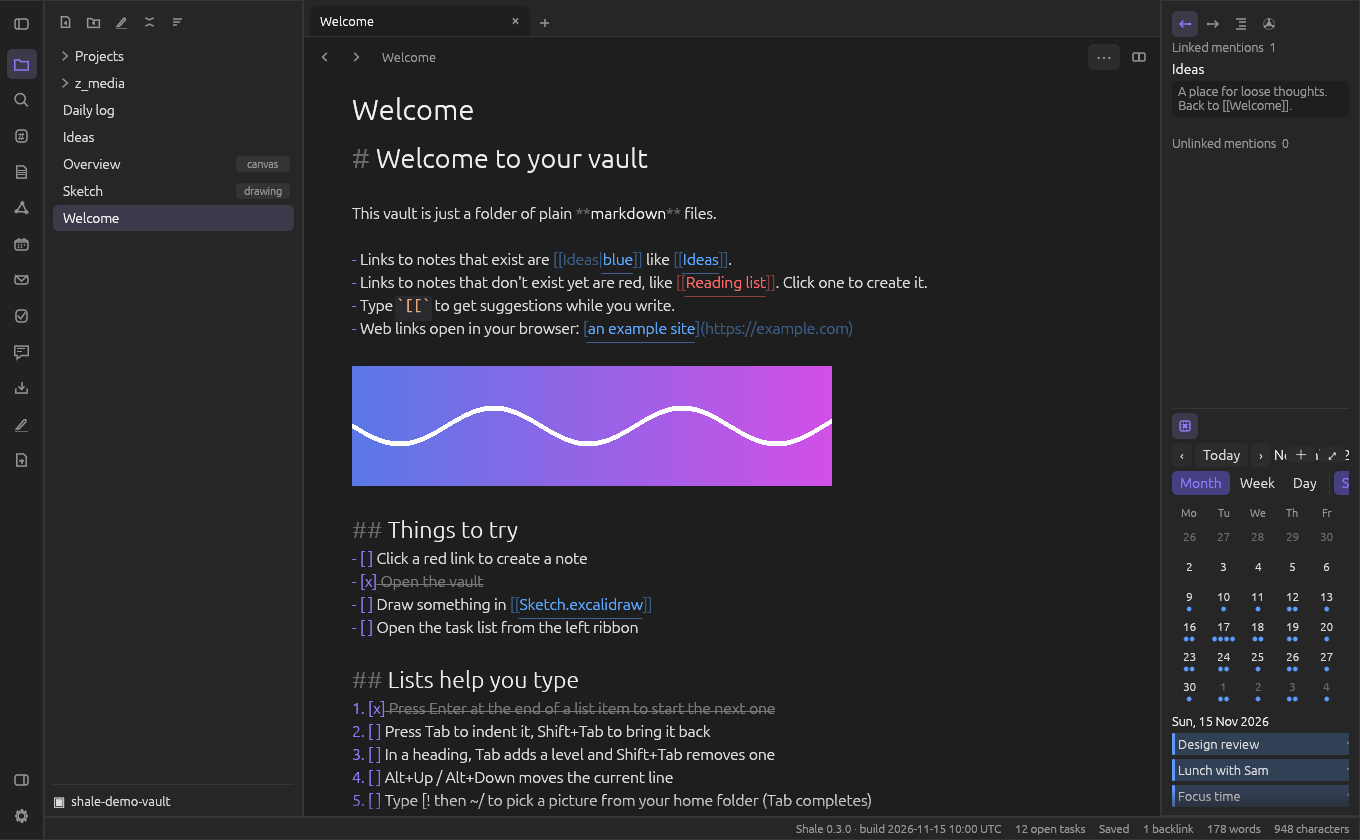 Projects
z_media
Daily log
Ideas
Overview canvas
Sketch drawing
Welcome
shale-demo-vault
Welcome × +
Welcome
Welcome
# Welcome to your vault
This vault is just a folder of plain **markdown** files.
- Links to notes that exist are [[Ideas|blue]] like [[Ideas]].
- Links to notes that don't exist yet are red, like [[Reading list]]. Click one to create it.
- Type `[[` to get suggestions while you write.
- Web links open in your browser: [an example site](https://example.com)
## Things to try
- [ ] Click a red link to create a note
- [x] Open the vault
- [ ] Draw something in [[Sketch.excalidraw]]
- [ ] Open the task list from the left ribbon
## Lists help you type
1. [x] Press Enter at the end of a list item to start the next one
2. [ ] Press Tab to indent it, Shift+Tab to bring it back
3. [ ] In a heading, Tab adds a level and Shift+Tab removes one
4. [ ] Alt+Up / Alt+Down moves the current line
5. [ ] Type [! then ~/ to pick a picture from your home folder (Tab completes)
Linked mentions 1
Ideas
A place for loose thoughts.
Back to [[Welcome]].
Unlinked mentions 0
‹ Today ›
Month Week Day S
Mo Tu We Th Fr
26 27 28 29 30
2 3 4 5 6
9 10 11 12 13
16 17 18 19 20
23 24 25 26 27
30 1 2 3 4
Sun, 15 Nov 2026
Design review
Lunch with Sam
Focus time
Shale 0.3.0 · build 2026-11-15 10:00 UTC 12 open tasks Saved 1 backlink 178 words 948 characters